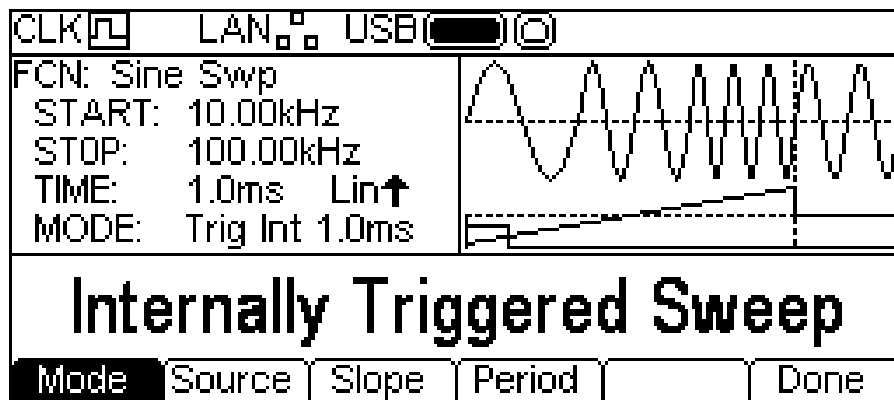 CLK LAN USB
FCN: Sine Swp
START: 10.00kHz
STOP: 100.00kHz
TIME: 1.0ms Lin↑
MODE: Trig Int 1.0ms
Internally Triggered Sweep
Mode Source Slope Period Done